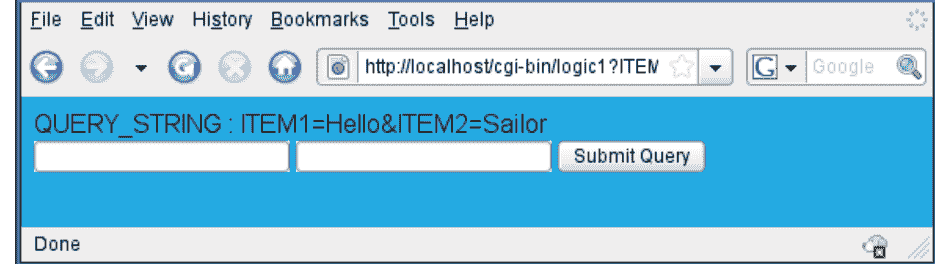 File Edit View History Bookmarks Tools Help
http://localhost/cgi-bin/logic1?ITEM G Google
QUERY_STRING : ITEM1=Hello&ITEM2=Sailor
Submit Query
Done